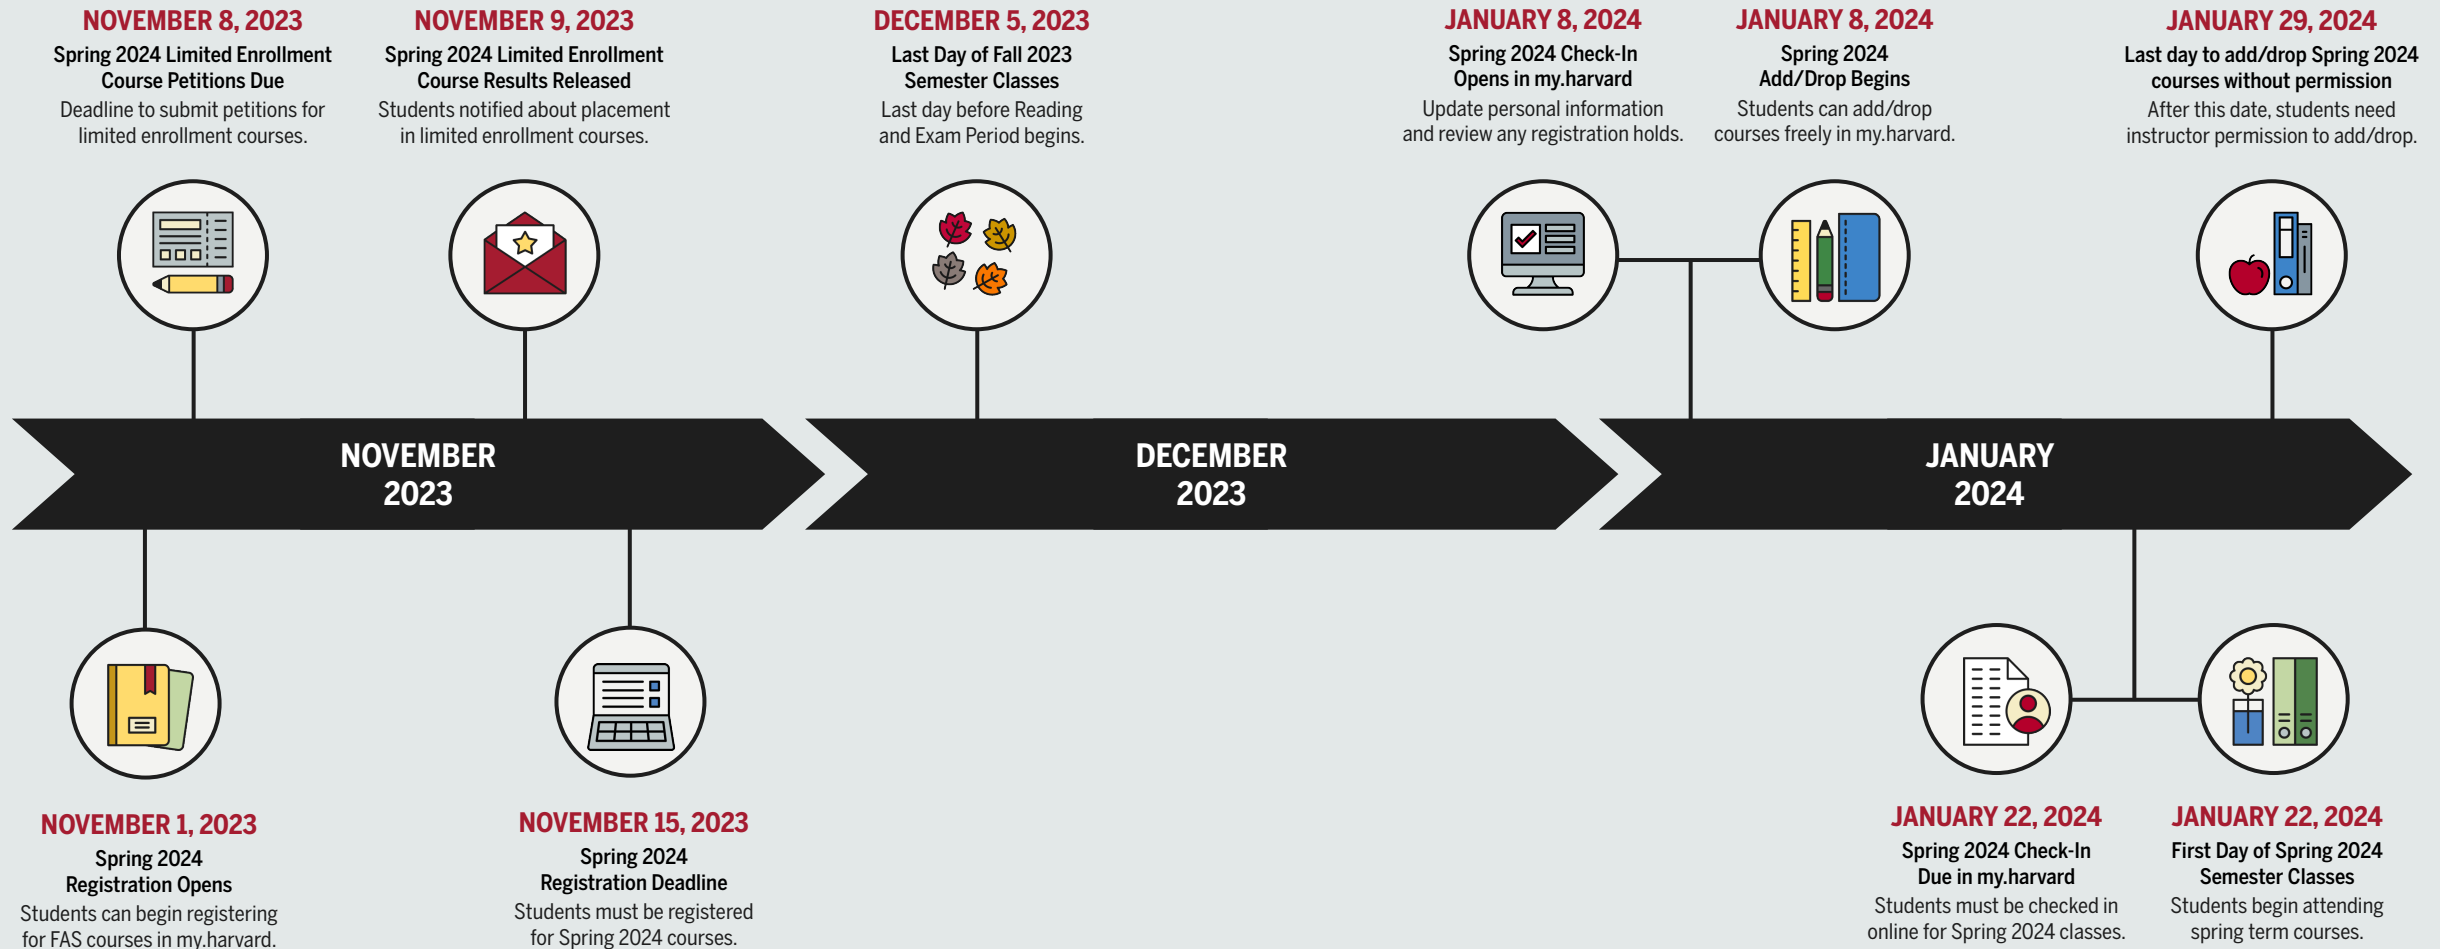 NOVEMBER 8, 2023
Spring 2024 Limited Enrollment
Course Petitions Due
Deadline to submit petitions for
limited enrollment courses.
NOVEMBER 9, 2023
Spring 2024 Limited Enrollment
Course Results Released
Students notified about placement
in limited enrollment courses.
DECEMBER 5, 2023
Last Day of Fall 2023
Semester Classes
Last day before Reading
and Exam Period begins.
JANUARY 8, 2024
Spring 2024 Check-In
Opens in my.harvard
Update personal information
and review any registration holds.
JANUARY 8, 2024
Spring 2024
Add/Drop Begins
Students can add/drop
courses freely in my.harvard.
JANUARY 29, 2024
Last day to add/drop Spring 2024
courses without permission
After this date, students need
instructor permission to add/drop.
NOVEMBER
2023
DECEMBER
2023
JANUARY
2024
NOVEMBER 1, 2023
Spring 2024
Registration Opens
Students can begin registering
for FAS courses in my.harvard.
NOVEMBER 15, 2023
Spring 2024
Registration Deadline
Students must be registered
for Spring 2024 courses.
JANUARY 22, 2024
Spring 2024 Check-In
Due in my.harvard
Students must be checked in
online for Spring 2024 classes.
JANUARY 22, 2024
First Day of Spring 2024
Semester Classes
Students begin attending
spring term courses.